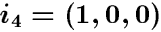 i₄ = (1, 0, 0)